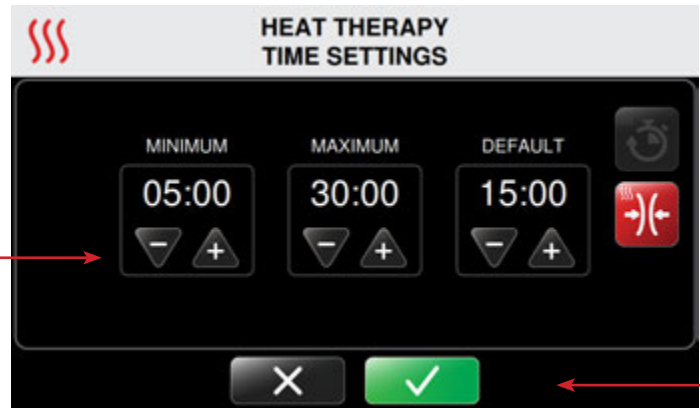 HEAT THERAPY
TIME SETTINGS
MINIMUM MAXIMUM DEFAULT
05:00 30:00 15:00
− + − + − +